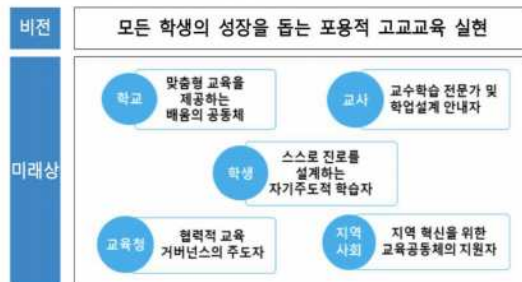 비전
모든 학생의 성장을 돕는 포용적 고교교육 실현
미래상
학교
맞춤형 교육을
제공하는
배움의 공동체
교사
교수학습 전문가 및
학업설계 안내자
학생
스스로 진로를
설계하는
자기주도적 학습자
교육청
협력적 교육
거버넌스의 주도자
지역
사회
지역 혁신을 위한
교육공동체의 지원자